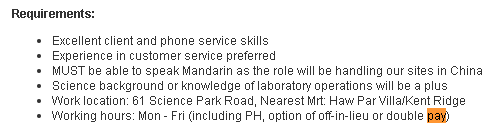 Requirements:
• Excellent client and phone service skills
• Experience in customer service preferred
• MUST be able to speak Mandarin as the role will be handling our sites in China
• Science background or knowledge of laboratory operations will be a plus
• Work location: 61 Science Park Road, Nearest Mrt: Haw Par Villa/Kent Ridge
• Working hours: Mon - Fri (including PH, option of off-in-lieu or double pay)